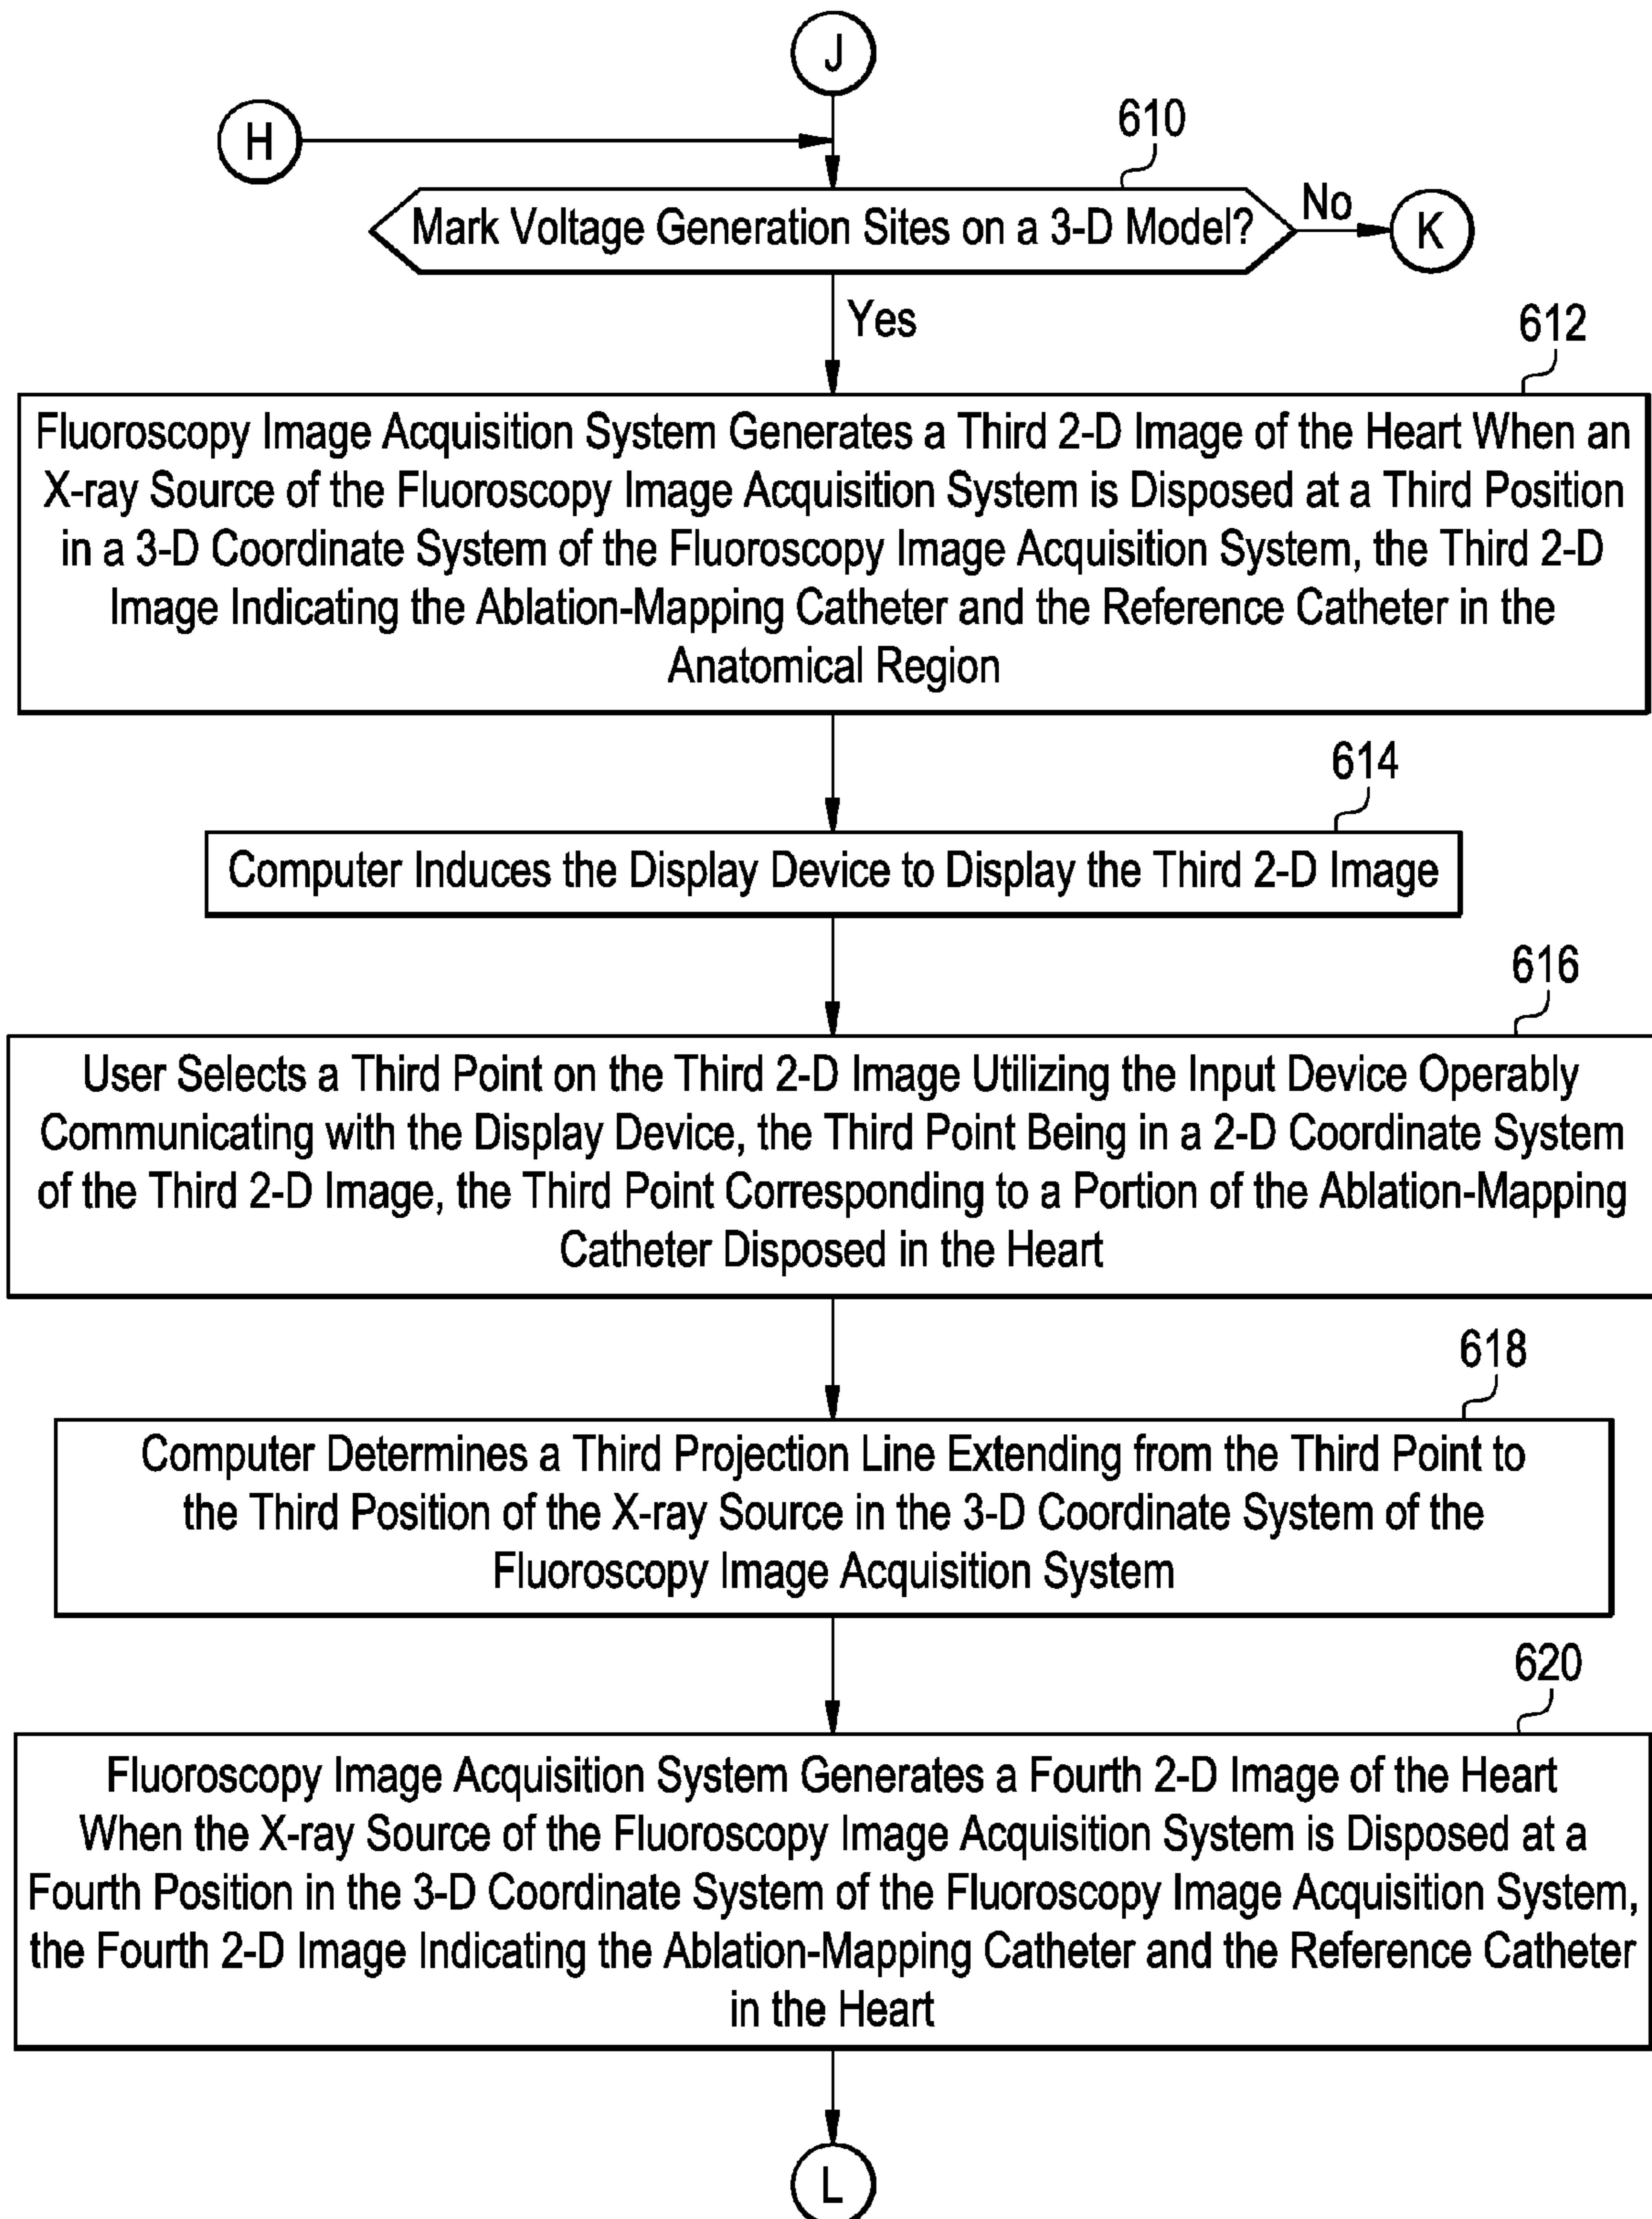 J
H
610
Mark Voltage Generation Sites on a 3-D Model?
No
K
Yes
612
Fluoroscopy Image Acquisition System Generates a Third 2-D Image of the Heart When an
X-ray Source of the Fluoroscopy Image Acquisition System is Disposed at a Third Position
in a 3-D Coordinate System of the Fluoroscopy Image Acquisition System, the Third 2-D
Image Indicating the Ablation-Mapping Catheter and the Reference Catheter in the
Anatomical Region
614
Computer Induces the Display Device to Display the Third 2-D Image
616
User Selects a Third Point on the Third 2-D Image Utilizing the Input Device Operably
Communicating with the Display Device, the Third Point Being in a 2-D Coordinate System
of the Third 2-D Image, the Third Point Corresponding to a Portion of the Ablation-Mapping
Catheter Disposed in the Heart
618
Computer Determines a Third Projection Line Extending from the Third Point to
the Third Position of the X-ray Source in the 3-D Coordinate System of the
Fluoroscopy Image Acquisition System
620
Fluoroscopy Image Acquisition System Generates a Fourth 2-D Image of the Heart
When the X-ray Source of the Fluoroscopy Image Acquisition System is Disposed at a
Fourth Position in the 3-D Coordinate System of the Fluoroscopy Image Acquisition System,
the Fourth 2-D Image Indicating the Ablation-Mapping Catheter and the Reference Catheter
in the Heart
L